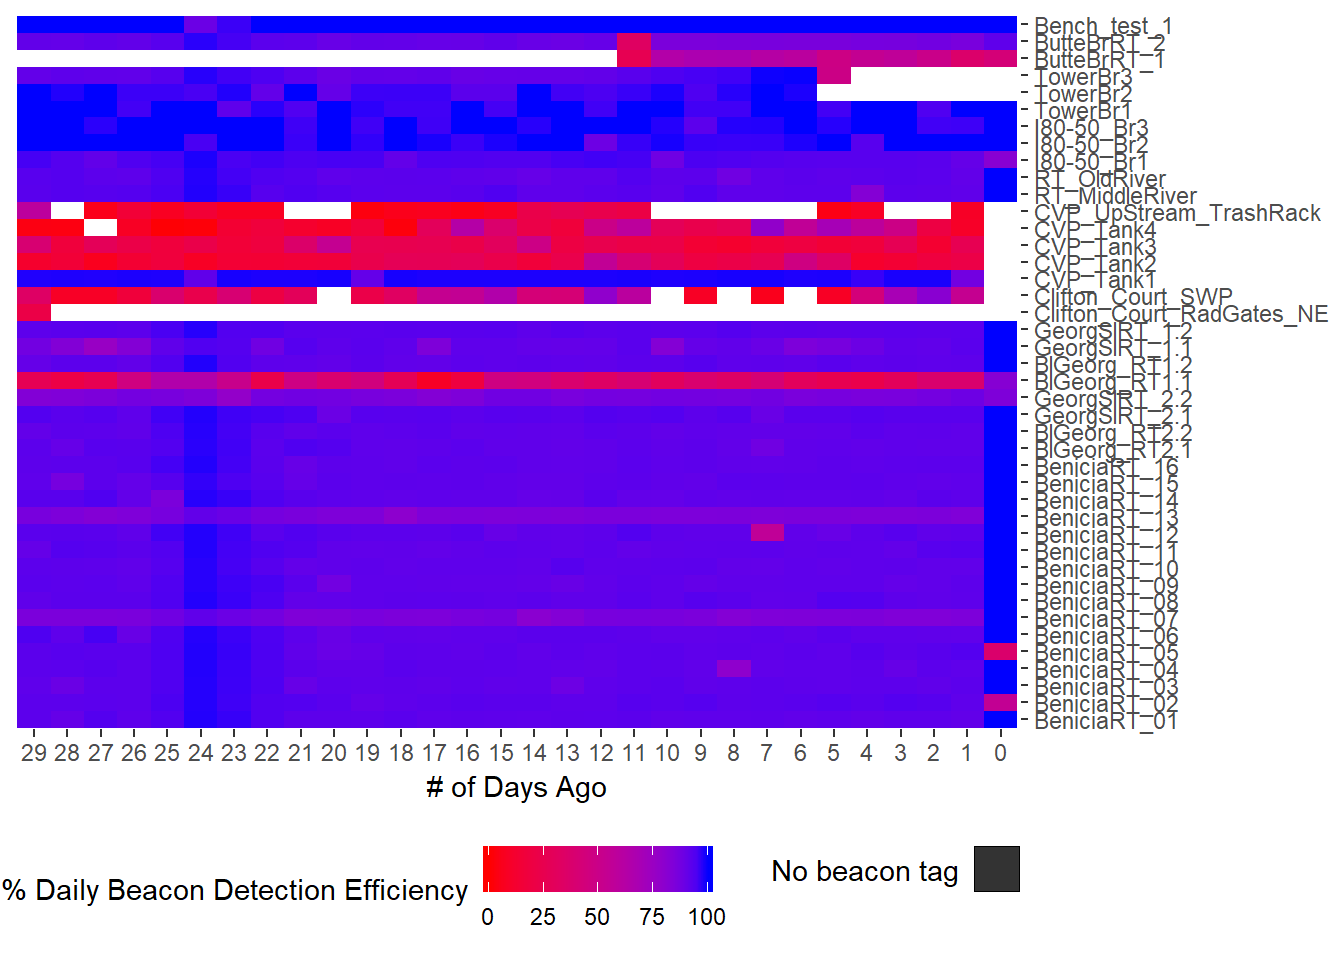 Bench_test_1
ButteBrRT_2
ButteBrRT_1
TowerBr3
TowerBr2
TowerBr1
I80-50_Br3
I80-50_Br2
I80-50_Br1
RT_OldRiver
RT_MiddleRiver
CVP_UpStream_TrashRack
CVP_Tank4
CVP_Tank3
CVP_Tank2
CVP_Tank1
Clifton_Court_SWP
Clifton_Court_RadGates_NE
GeorgSlRT_1.2
GeorgSlRT_1.1
BlGeorg_RT1.2
BlGeorg_RT1.1
GeorgSlRT_2.2
GeorgSlRT_2.1
BlGeorg_RT2.2
BlGeorg_RT2.1
BeniciaRT_16
BeniciaRT_15
BeniciaRT_14
BeniciaRT_13
BeniciaRT_12
BeniciaRT_11
BeniciaRT_10
BeniciaRT_09
BeniciaRT_08
BeniciaRT_07
BeniciaRT_06
BeniciaRT_05
BeniciaRT_04
BeniciaRT_03
BeniciaRT_02
BeniciaRT_01
29 28 27 26 25 24 23 22 21 20 19 18 17 16 15 14 13 12 11 10 9 8 7 6 5 4 3 2 1 0
# of Days Ago
% Daily Beacon Detection Efficiency
0 25 50 75 100
No beacon tag